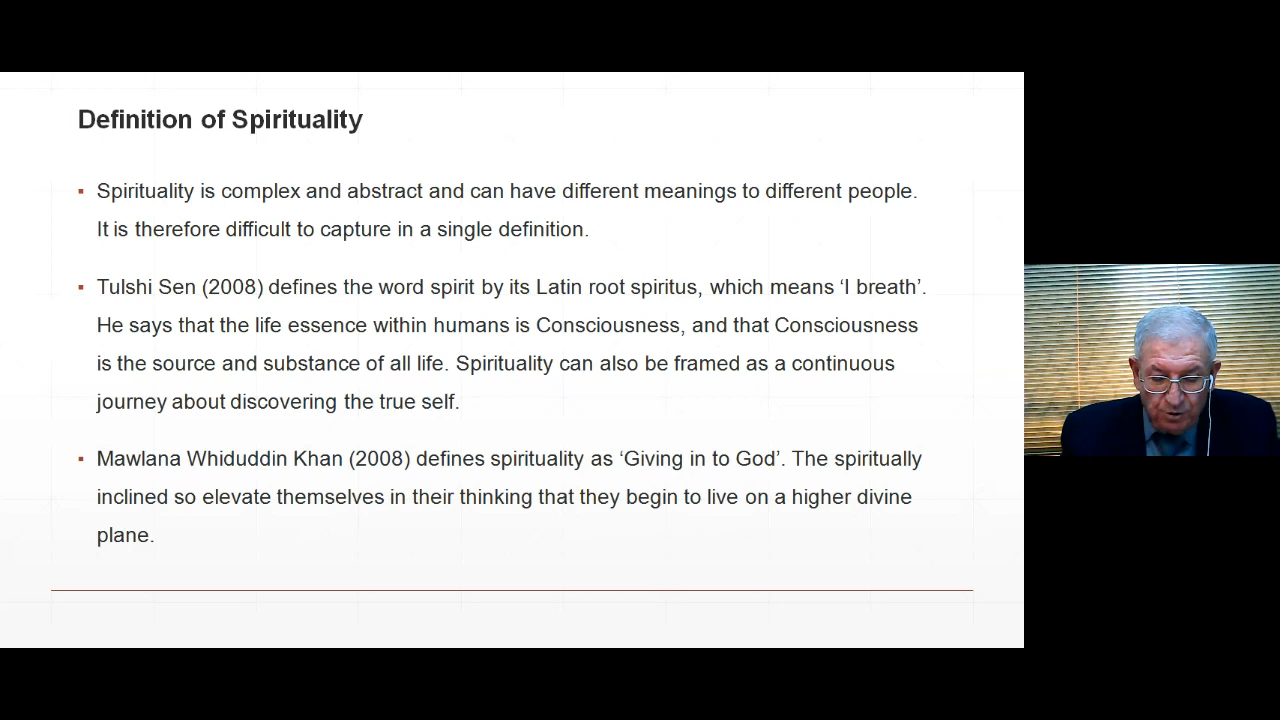 Definition of Spirituality
▪ Spirituality is complex and abstract and can have different meanings to different people.
It is therefore difficult to capture in a single definition.
▪ Tulshi Sen (2008) defines the word spirit by its Latin root spiritus, which means ‘I breath’.
He says that the life essence within humans is Consciousness, and that Consciousness
is the source and substance of all life. Spirituality can also be framed as a continuous
journey about discovering the true self.
▪ Mawlana Whiduddin Khan (2008) defines spirituality as ‘Giving in to God’. The spiritually
inclined so elevate themselves in their thinking that they begin to live on a higher divine
plane.